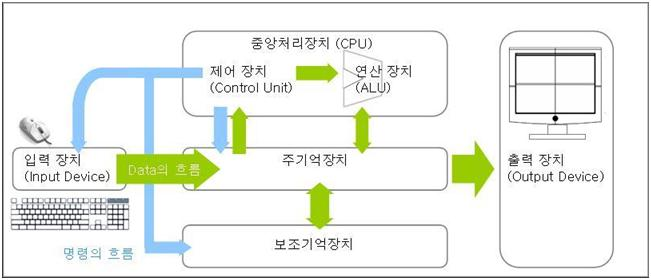 중앙처리장치 (CPU)
제어 장치
(Control Unit)
연산 장치
(ALU)
입력 장치
(Input Device)
Data의 흐름
주기억장치
출력 장치
(Output Device)
명령의 흐름
보조기억장치